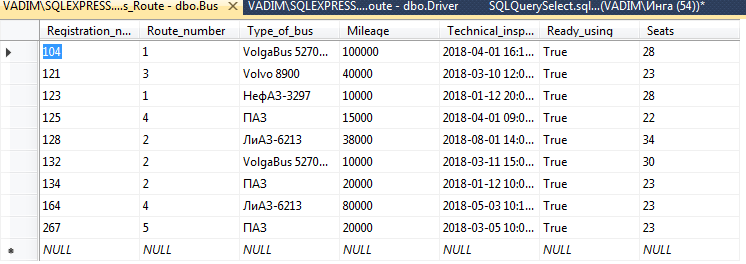 VADIM\SQLEXPRESS....s_Route - dbo.Bus VADIM\SQLEXPRESS....oute - dbo.Driver SQLQuerySelect.sql...(VADIM\Инга (54))*
Registration_n... Route_number Type_of_bus Mileage Technical_insp... Ready_using Seats
104 1 VolgaBus 5270... 100000 2018-04-01 16:1... True 28
121 3 Volvo 8900 40000 2018-03-10 12:0... True 23
123 1 НефАЗ-3297 10000 2018-01-12 20:0... True 28
125 4 ПАЗ 15000 2018-04-01 09:0... True 22
128 2 ЛиАЗ-6213 38000 2018-08-01 14:0... True 34
132 2 VolgaBus 5270... 10000 2018-03-11 15:0... True 30
134 2 ПАЗ 20000 2018-01-12 10:0... True 23
164 4 ЛиАЗ-6213 80000 2018-05-03 10:1... True 23
267 5 ПАЗ 20000 2018-03-05 10:0... True 23
NULL NULL NULL NULL NULL NULL NULL